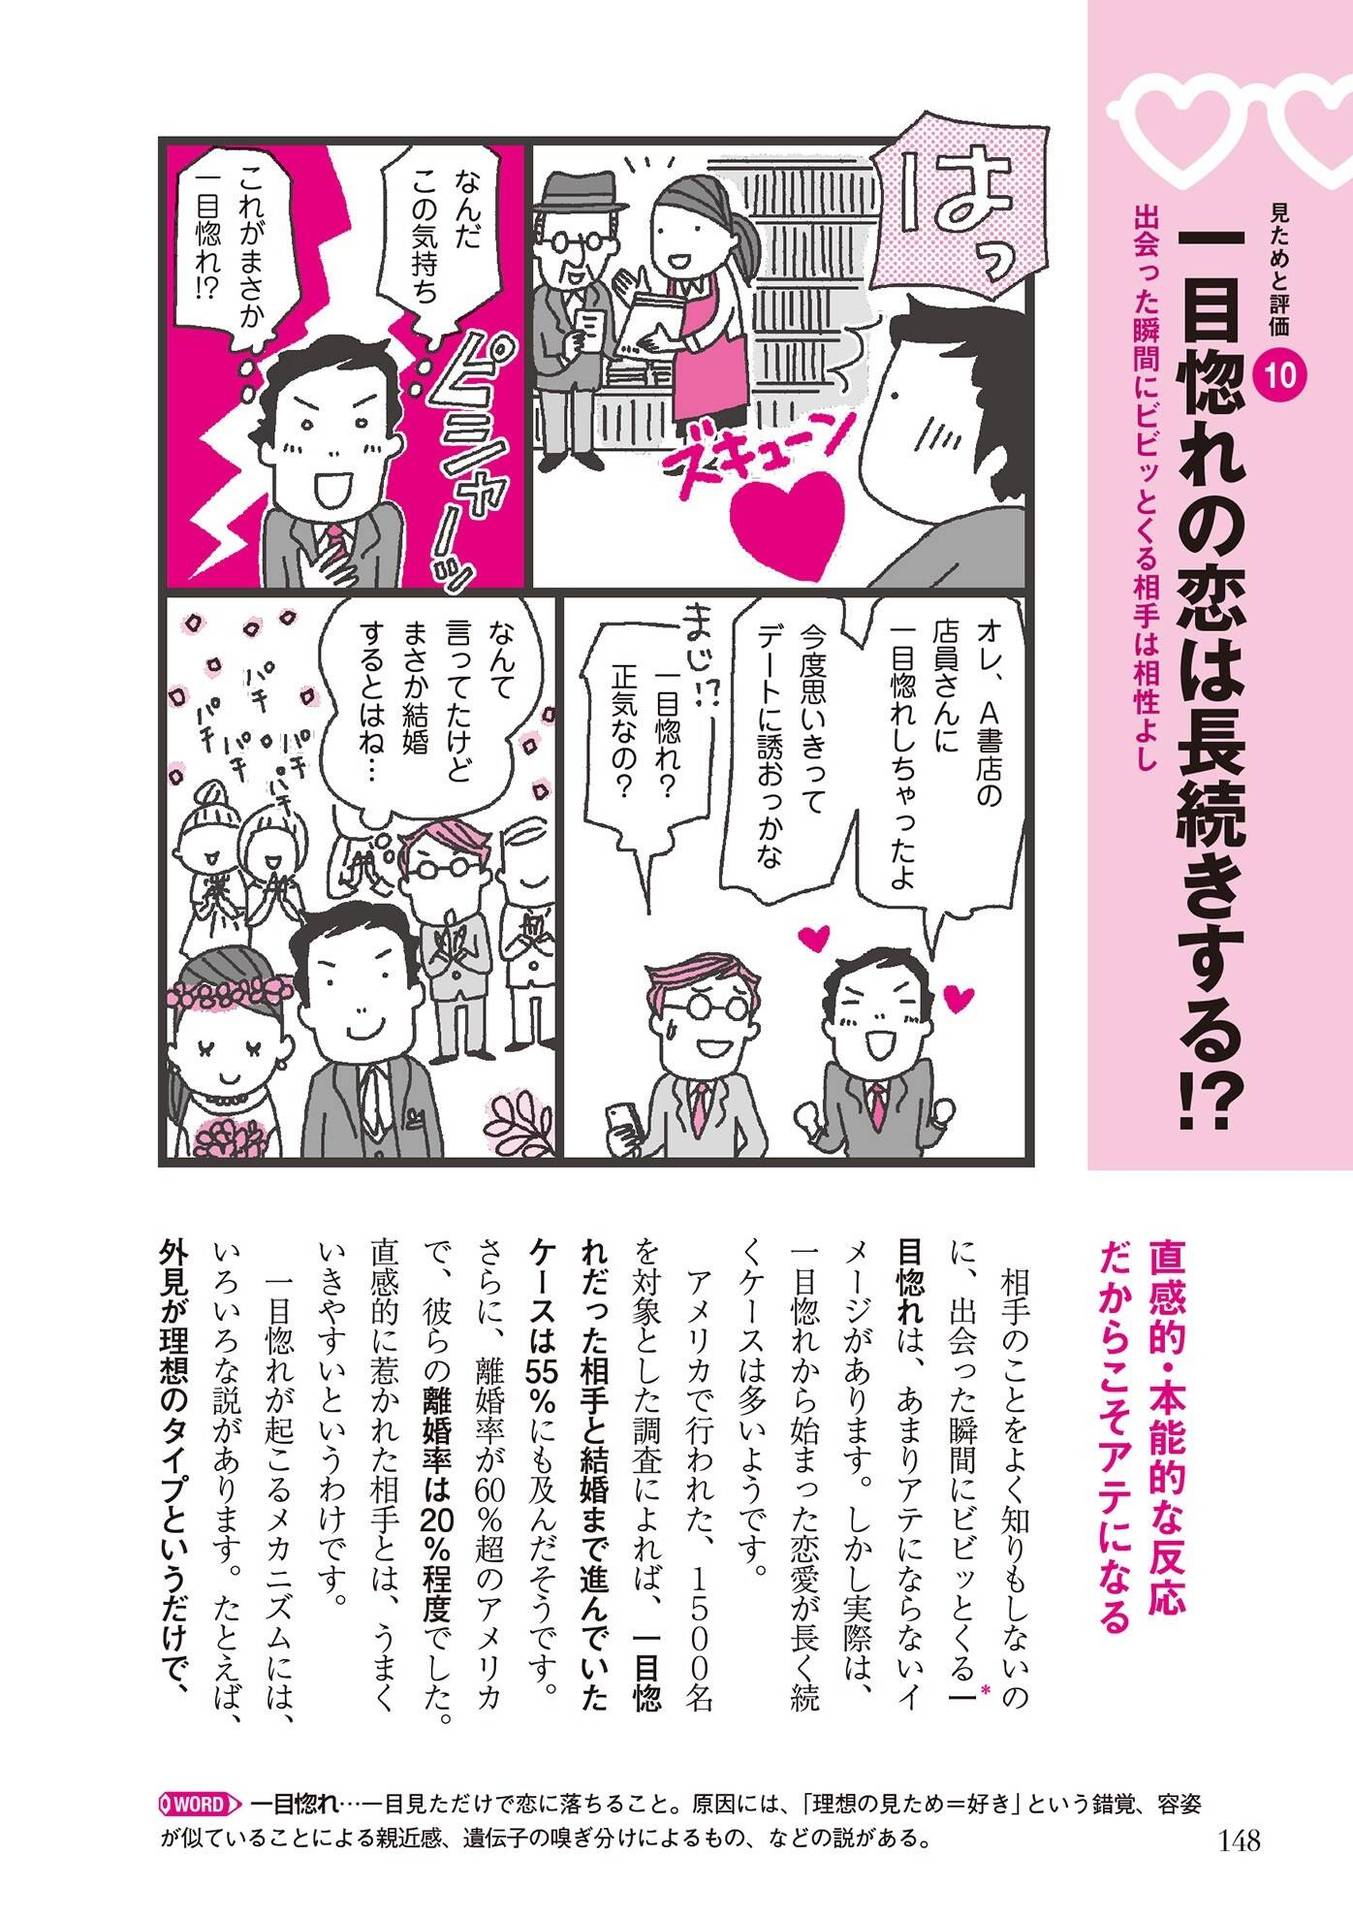 見ためと評価 10
一目惚れの恋は長続きする!?
出会った瞬間にビビッとくる相手は相性よし
はっ
ズキューン
なんだ
この気持ち
これがまさか
一目惚れ!?
ピシャーッ
オレ、A書店の
店員さんに
一目惚れしちゃったよ
今度思いきって
デートに誘おっかな
まじ!?
一目惚れ?
正気なの?
なんて
言ってたけど
まさか結婚
するとはね…
パチ
パチ
パチ
パチ
直感的・本能的な反応
だからこそアテになる
相手のことをよく知りもしないの
に、出会った瞬間にビビッとくる一*
目惚れは、あまりアテにならないイ
メージがあります。しかし実際は、
一目惚れから始まった恋愛が長く続
くケースは多いようです。
アメリカで行われた、1500名
を対象とした調査によれば、一目惚
れだった相手と結婚まで進んでいた
ケースは55%にも及んだそうです。
さらに、離婚率が60%超のアメリカ
で、彼らの離婚率は20%程度でした。
直感的に惹かれた相手とは、うまく
いきやすいというわけです。
一目惚れが起こるメカニズムには、
いろいろな説があります。たとえば、
外見が理想のタイプというだけで、
WORD 一目惚れ…一目見ただけで恋に落ちること。原因には、「理想の見ため=好き」という錯覚、容姿
が似ていることによる親近感、遺伝子の嗅ぎ分けによるもの、などの説がある。
148